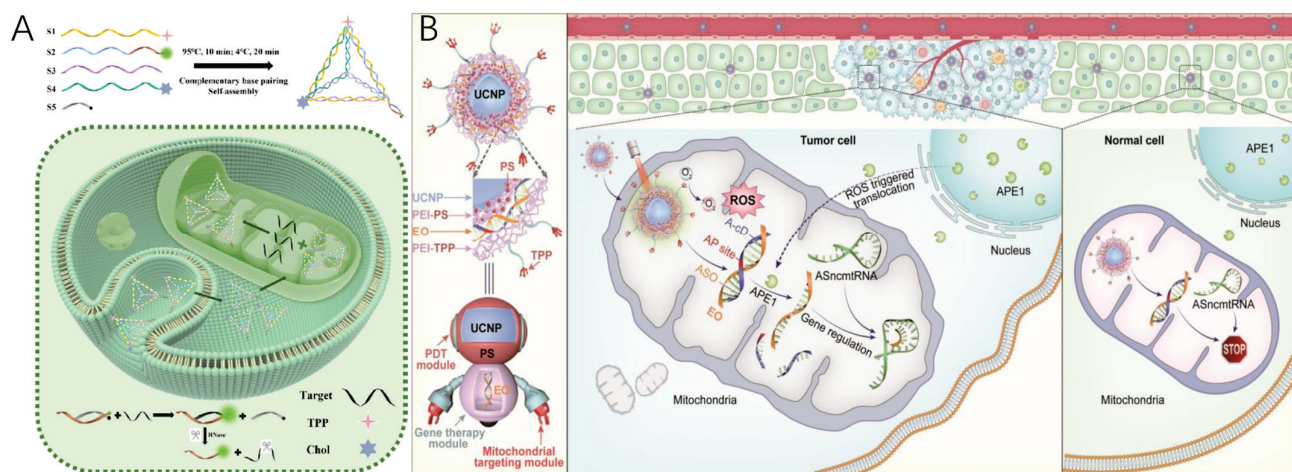 A
S1
S2
S3
S4
S5
95°C, 10 min; 4°C, 20 min
Complementary base pairing
Self-assembly
Target
TPP
Chol
RNase
B
UCNP
PS
UCNP
PEI-PS
EO
PEI-TPP
TPP
UCNP
PS
PDT
module
EO
Gene therapy
module
Mitochondrial
targeting module
Tumor cell
ROS
A-cD
AP site
ASO
EO
APE1
ROS triggered
translocation
ASncmtRNA
Gene regulation
Mitochondria
APE1
Nucleus
Normal cell
APE1
Nucleus
ASncmtRNA
STOP
Mitochondria